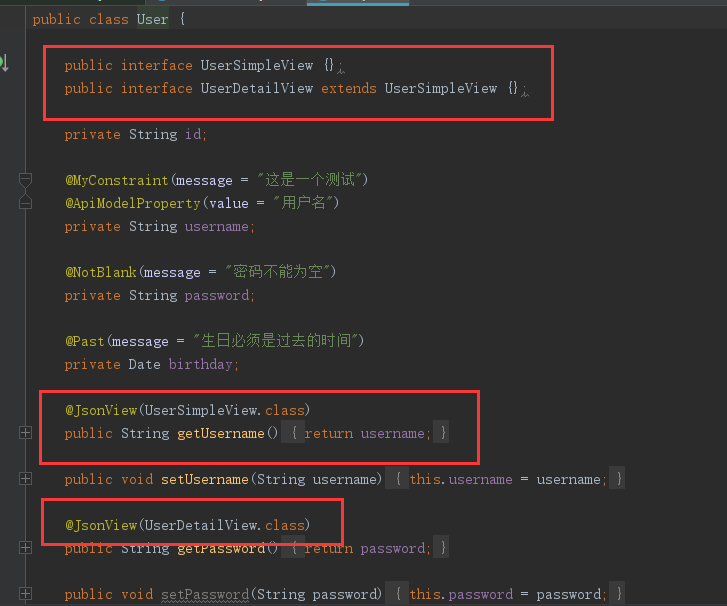 public class User {
public interface UserSimpleView {};
public interface UserDetailView extends UserSimpleView {};
private String id;
@MyConstraint(message = "这是一个测试")
@ApiModelProperty(value = "用户名")
private String username;
@NotBlank(message = "密码不能为空")
private String password;
@Past(message = "生日必须是过去的时间")
private Date birthday;
@JsonView(UserSimpleView.class)
public String getUsername() { return username; }
public void setUsername(String username) { this.username = username; }
@JsonView(UserDetailView.class)
public String getPassword() { return password; }
public void setPassword(String password) { this.password = password; }